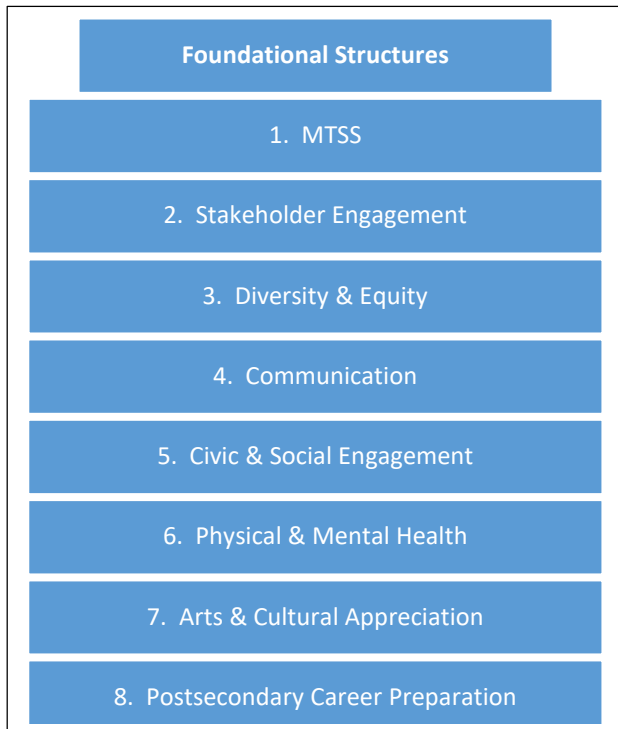 Foundational Structures
1. MTSS
2. Stakeholder Engagement
3. Diversity & Equity
4. Communication
5. Civic & Social Engagement
6. Physical & Mental Health
7. Arts & Cultural Appreciation
8. Postsecondary Career Preparation